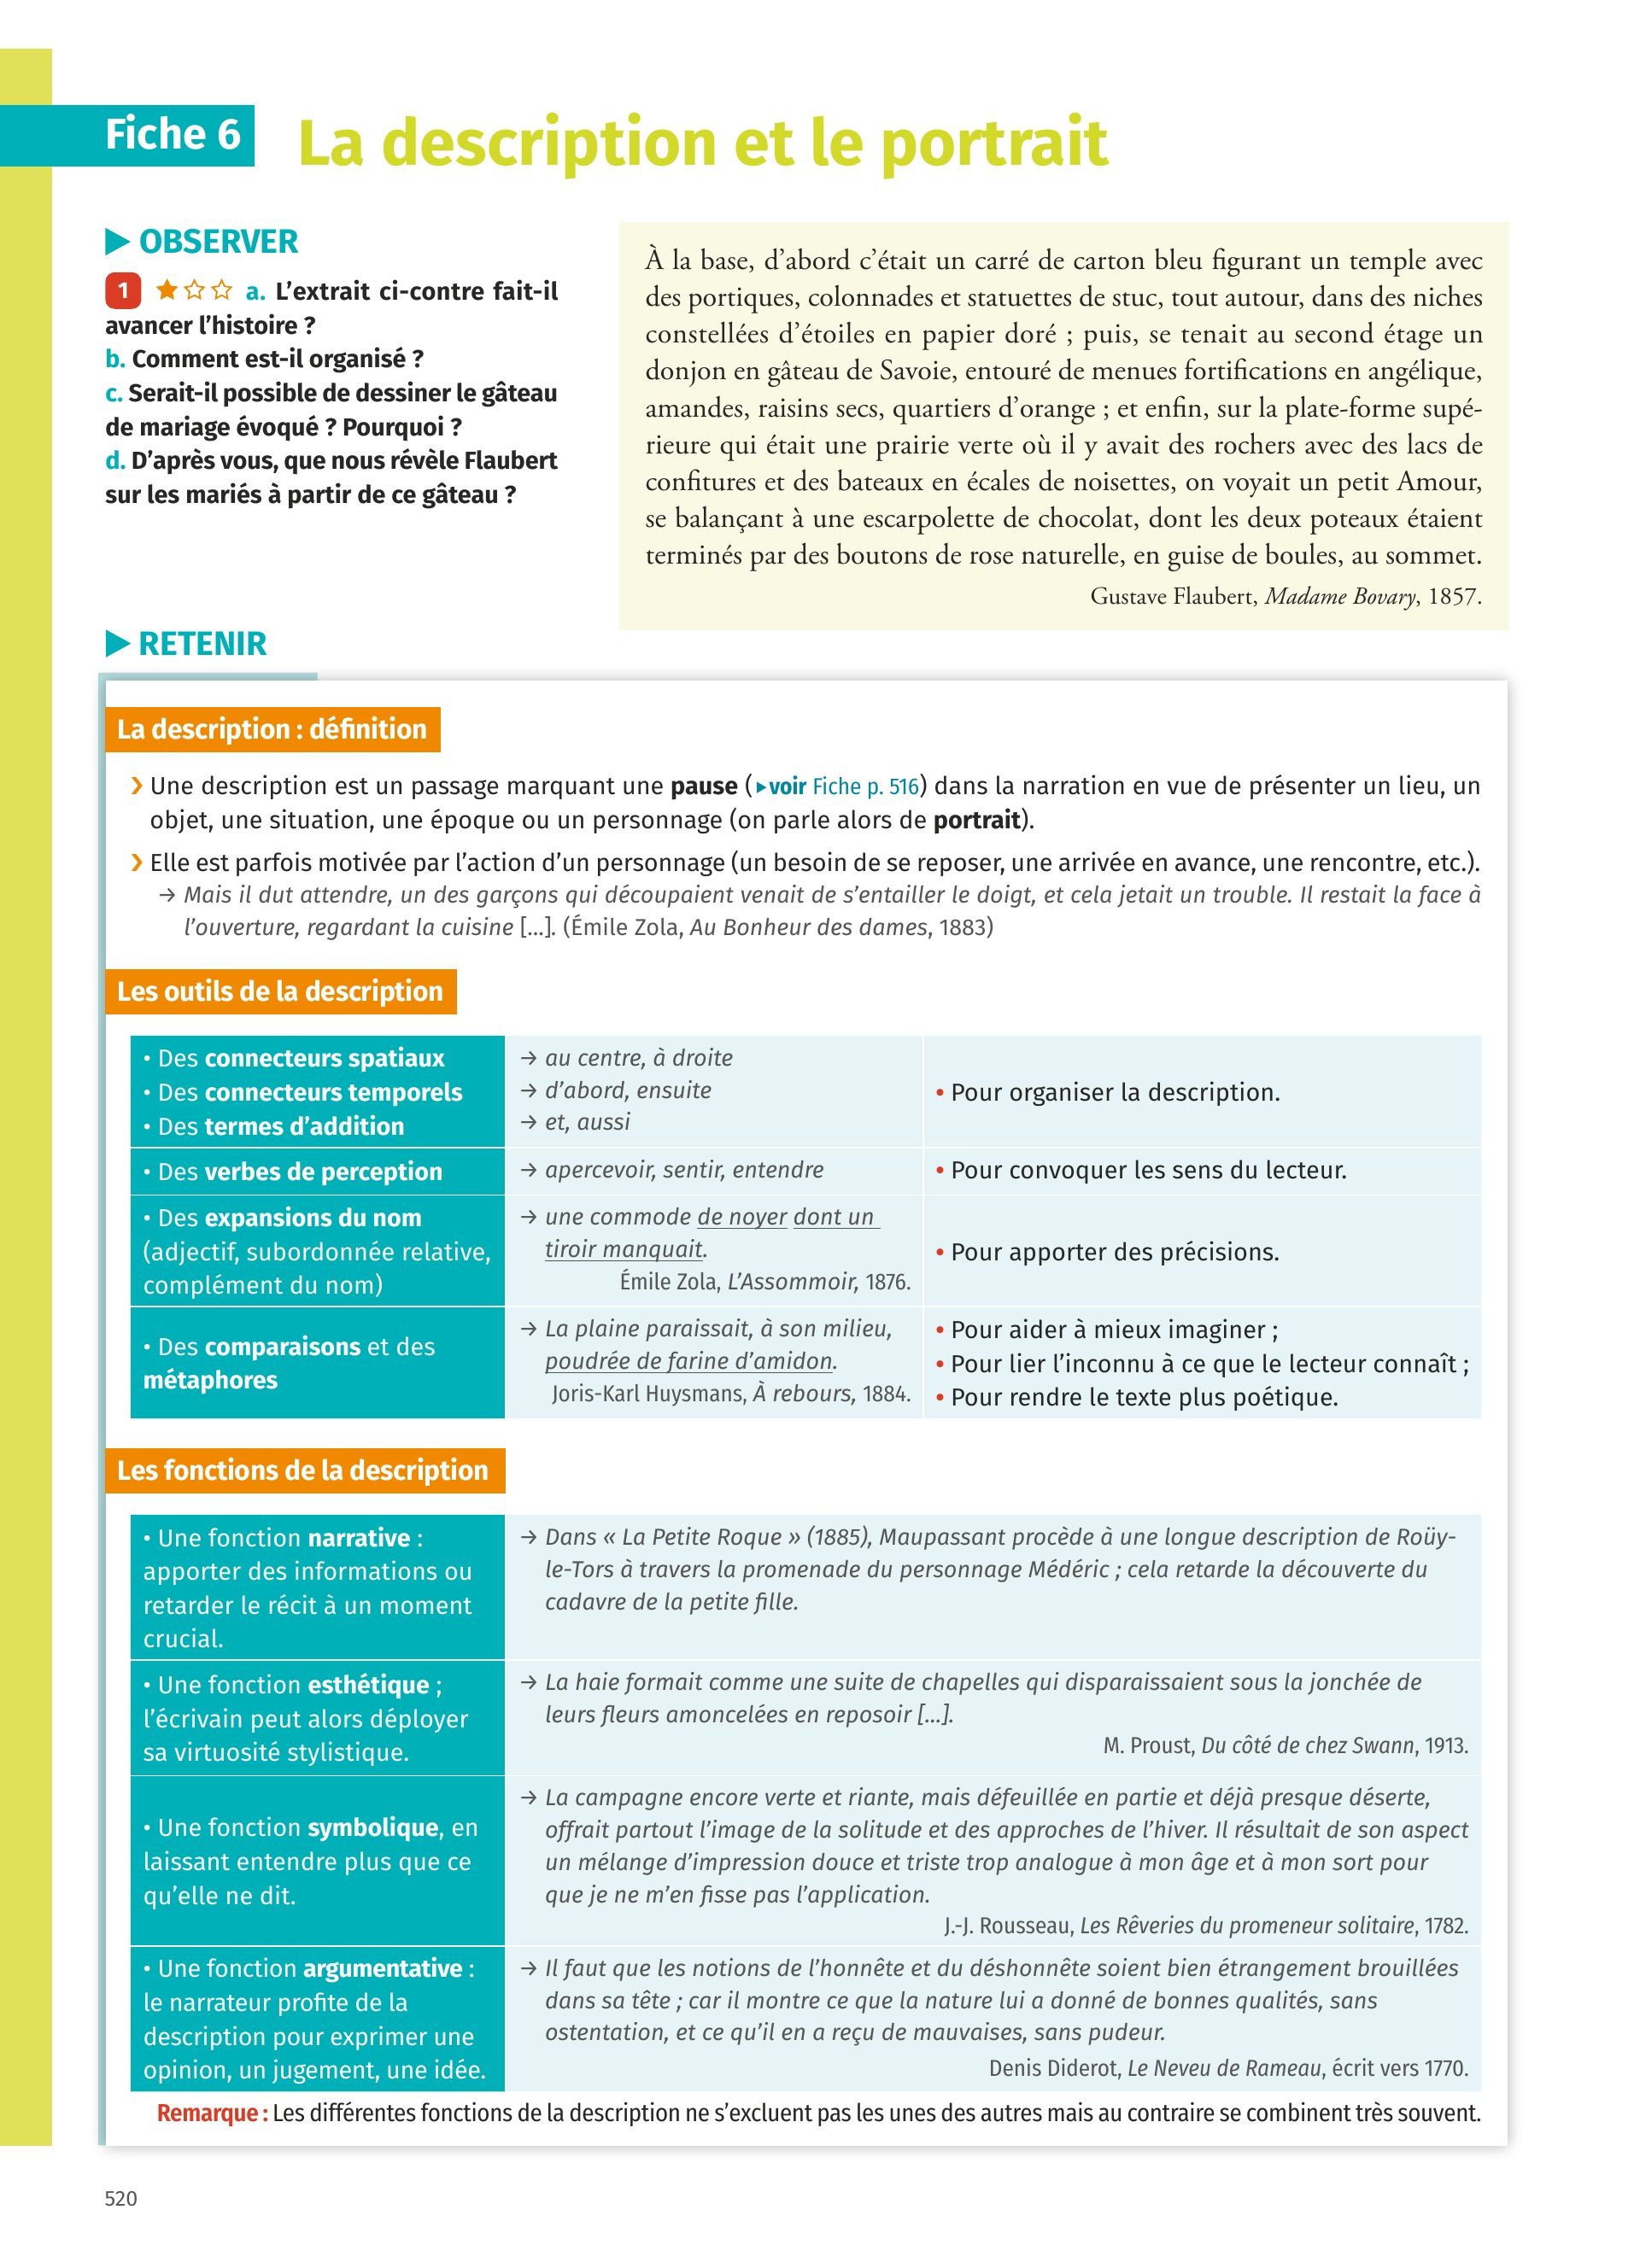 Fiche 6
La description et le portrait
▶ OBSERVER
1 ★☆☆ a. L'extrait ci-contre fait-il
avancer l'histoire ?
b. Comment est-il organisé ?
c. Serait-il possible de dessiner le gâteau
de mariage évoqué ? Pourquoi ?
d. D'après vous, que nous révèle Flaubert
sur les mariés à partir de ce gâteau ?
À la base, d'abord c'était un carré de carton bleu figurant un temple avec
des portiques, colonnades et statuettes de stuc, tout autour, dans des niches
constellées d'étoiles en papier doré ; puis, se tenait au second étage un
donjon en gâteau de Savoie, entouré de menues fortifications en angélique,
amandes, raisins secs, quartiers d'orange ; et enfin, sur la plate-forme supé-
rieure qui était une prairie verte où il y avait des rochers avec des lacs de
confitures et des bateaux en écales de noisettes, on voyait un petit Amour,
se balançant à une escarpolette de chocolat, dont les deux poteaux étaient
terminés par des boutons de rose naturelle, en guise de boules, au sommet.
Gustave Flaubert, Madame Bovary, 1857.
▶ RETENIR
La description : définition
❯ Une description est un passage marquant une pause (▸voir Fiche p. 516) dans la narration en vue de présenter un lieu, un
objet, une situation, une époque ou un personnage (on parle alors de portrait).
❯ Elle est parfois motivée par l'action d'un personnage (un besoin de se reposer, une arrivée en avance, une rencontre, etc.).
→ Mais il dut attendre, un des garçons qui découpaient venait de s'entailler le doigt, et cela jetait un trouble. Il restait la face à
l'ouverture, regardant la cuisine [...]. (Émile Zola, Au Bonheur des dames, 1883)
Les outils de la description
• Des connecteurs spatiaux
• Des connecteurs temporels
• Des termes d'addition
→ au centre, à droite
→ d'abord, ensuite
→ et, aussi
• Pour organiser la description.
• Des verbes de perception
→ apercevoir, sentir, entendre
• Pour convoquer les sens du lecteur.
• Des expansions du nom
(adjectif, subordonnée relative,
complément du nom)
→ une commode de noyer dont un
tiroir manquait.
Émile Zola, L'Assommoir, 1876.
• Pour apporter des précisions.
• Des comparaisons et des
métaphores
→ La plaine paraissait, à son milieu,
poudrée de farine d'amidon.
Joris-Karl Huysmans, À rebours, 1884.
• Pour aider à mieux imaginer ;
• Pour lier l'inconnu à ce que le lecteur connaît ;
• Pour rendre le texte plus poétique.
Les fonctions de la description
• Une fonction narrative :
apporter des informations ou
retarder le récit à un moment
crucial.
→ Dans « La Petite Roque » (1885), Maupassant procède à une longue description de Roüy-
le-Tors à travers la promenade du personnage Médéric ; cela retarde la découverte du
cadavre de la petite fille.
• Une fonction esthétique ;
l'écrivain peut alors déployer
sa virtuosité stylistique.
→ La haie formait comme une suite de chapelles qui disparaissaient sous la jonchée de
leurs fleurs amoncelées en reposoir [...].
M. Proust, Du côté de chez Swann, 1913.
• Une fonction symbolique, en
laissant entendre plus que ce
qu'elle ne dit.
→ La campagne encore verte et riante, mais défeuillée en partie et déjà presque déserte,
offrait partout l'image de la solitude et des approches de l'hiver. Il résultait de son aspect
un mélange d'impression douce et triste trop analogue à mon âge et à mon sort pour
que je ne m'en fisse pas l'application.
J.-J. Rousseau, Les Rêveries du promeneur solitaire, 1782.
• Une fonction argumentative :
le narrateur profite de la
description pour exprimer une
opinion, un jugement, une idée.
→ Il faut que les notions de l'honnête et du déshonnête soient bien étrangement brouillées
dans sa tête ; car il montre ce que la nature lui a donné de bonnes qualités, sans
ostentation, et ce qu'il en a reçu de mauvaises, sans pudeur.
Denis Diderot, Le Neveu de Rameau, écrit vers 1770.
Remarque : Les différentes fonctions de la description ne s'excluent pas les unes des autres mais au contraire se combinent très souvent.
520